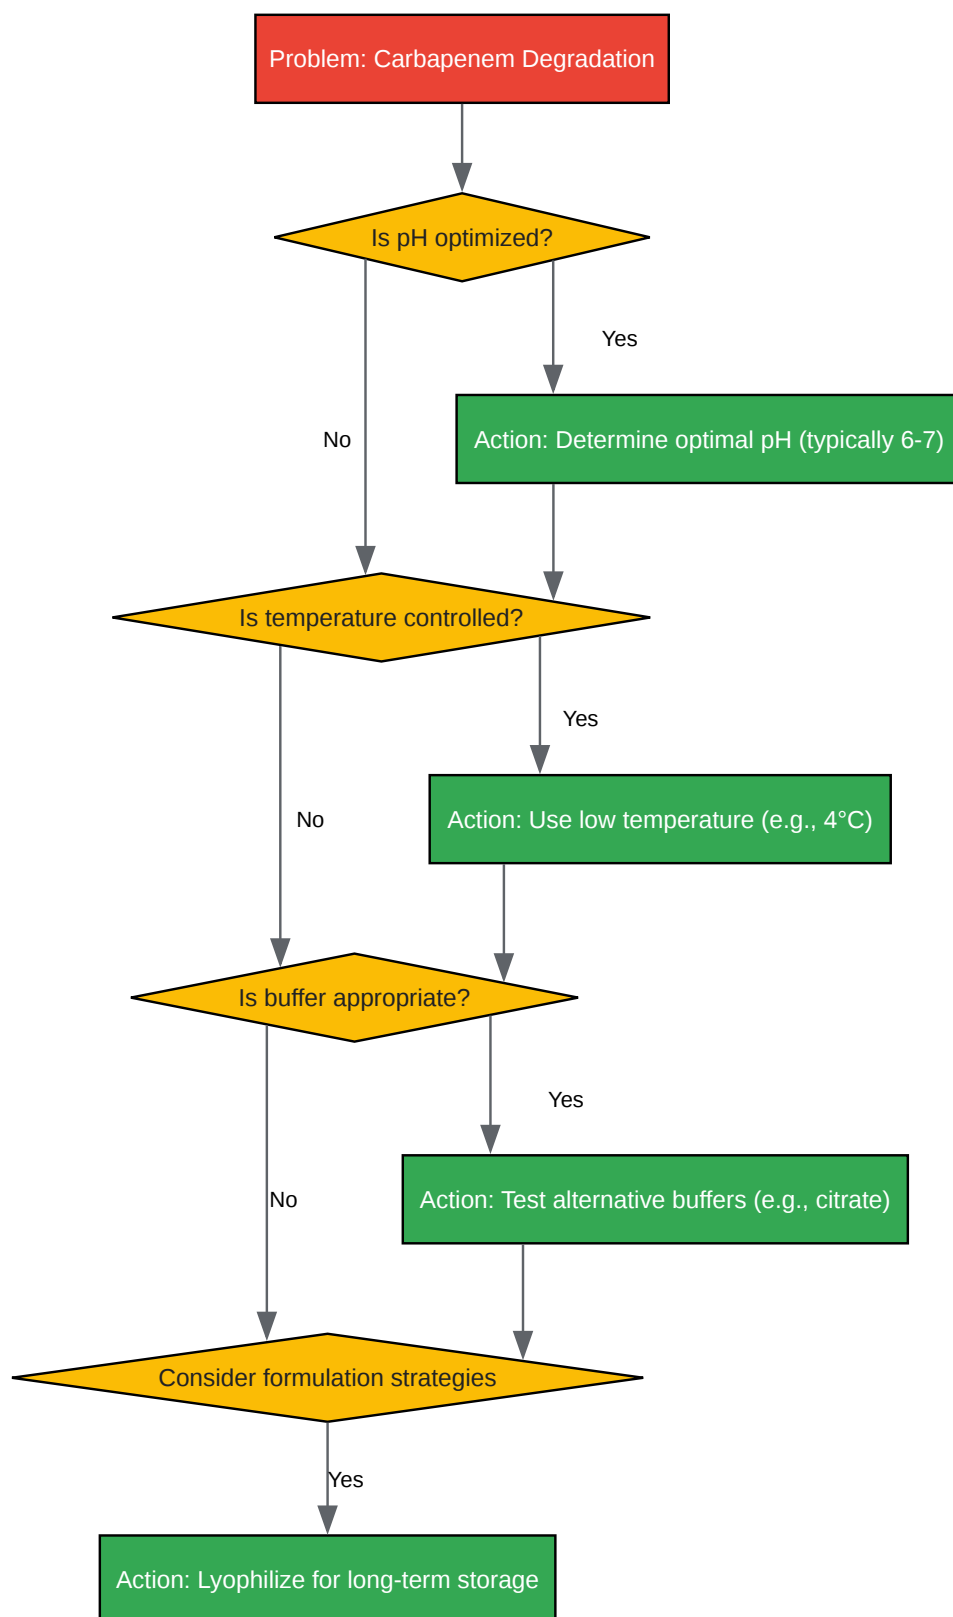 Problem: Carbapenem Degradation
Is pH optimized?
Yes
No
Action: Determine optimal pH (typically 6-7)
Is temperature controlled?
Yes
No
Action: Use low temperature (e.g., 4°C)
Is buffer appropriate?
Yes
No
Action: Test alternative buffers (e.g., citrate)
Consider formulation strategies
Yes
Action: Lyophilize for long-term storage